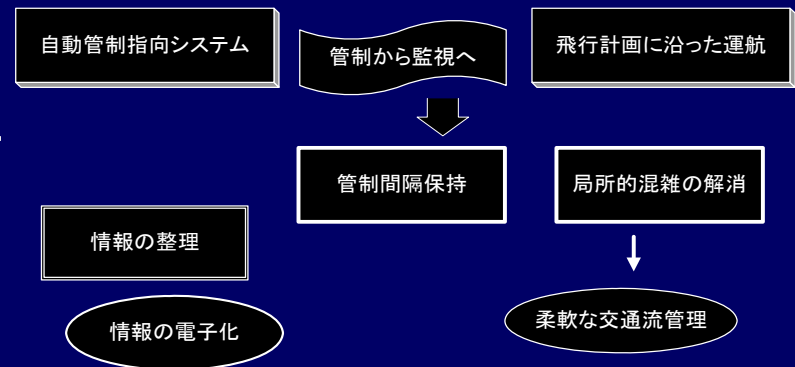 自動管制指向システム
管制から監視へ
飛行計画に沿った運航
管制間隔保持
局所的混雑の解消
情報の整理
柔軟な交通流管理
情報の電子化